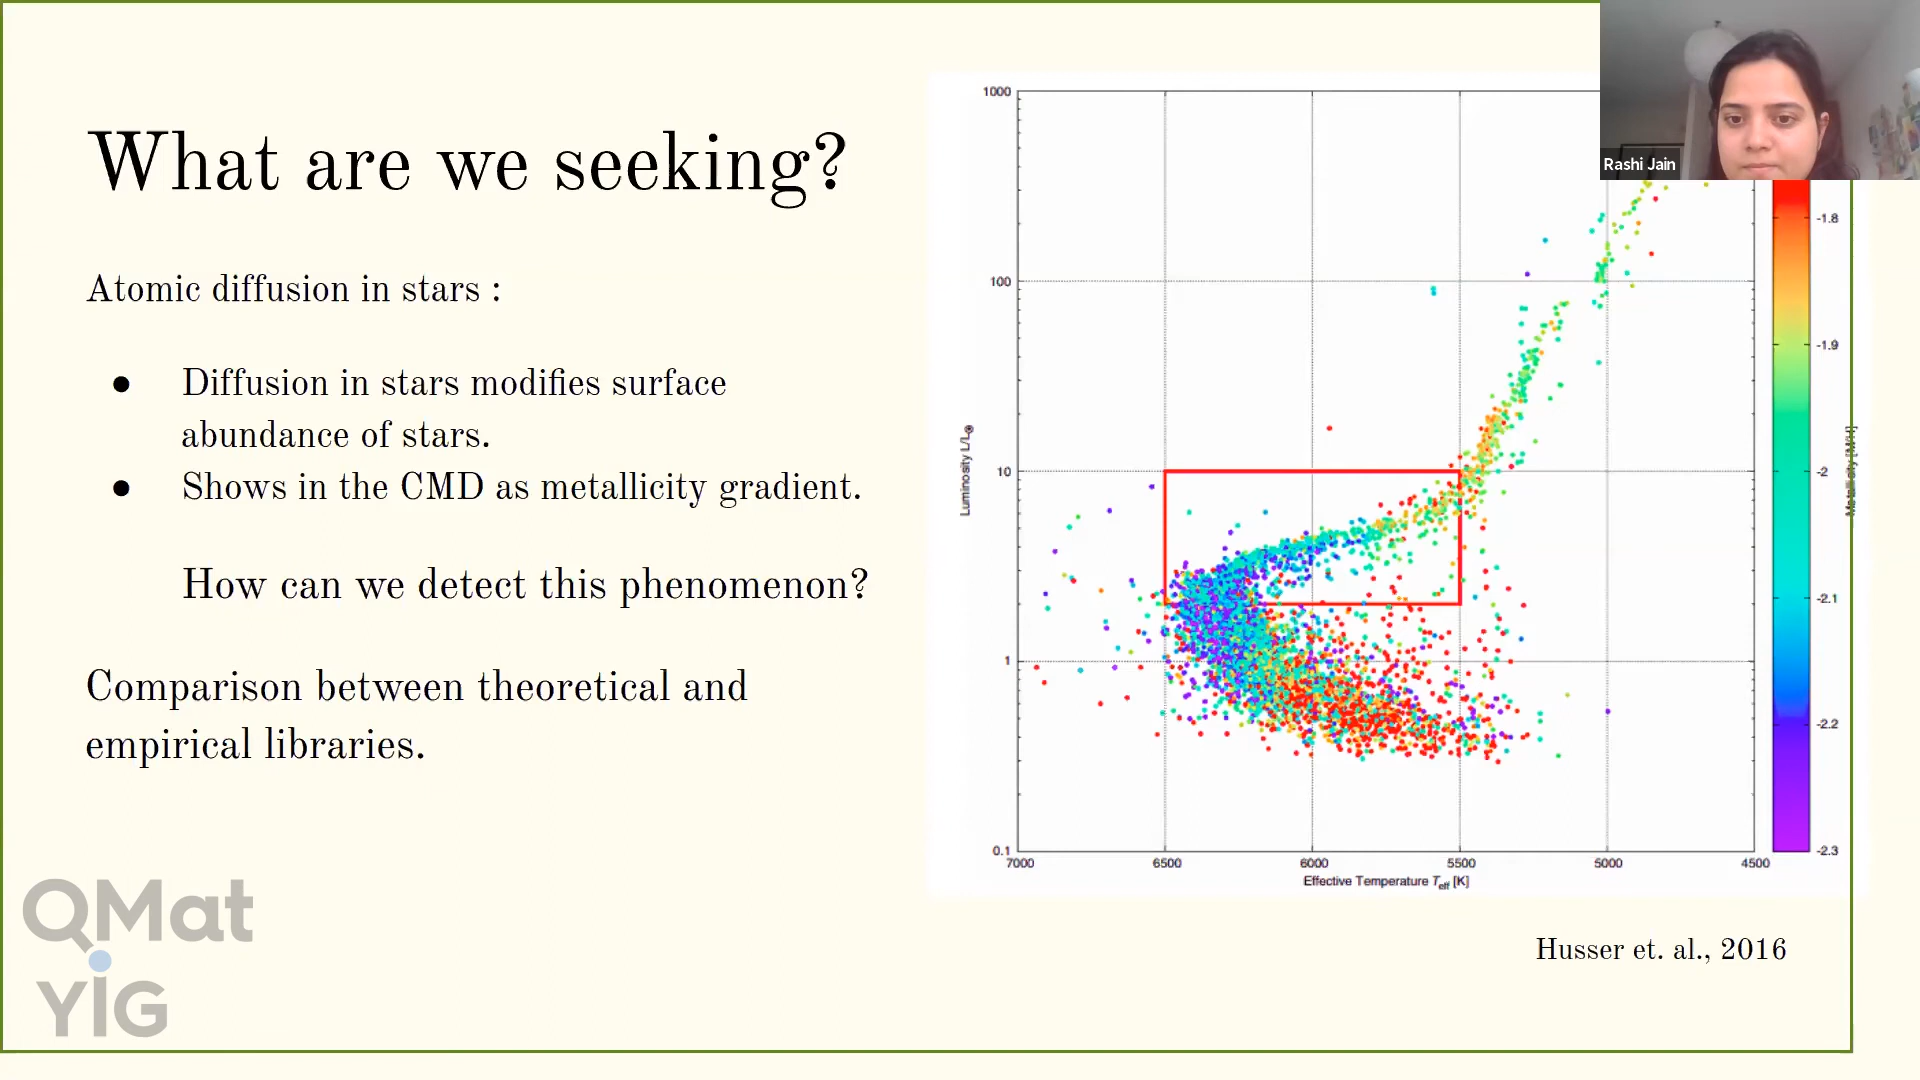 What are we seeking?
Atomic diffusion in stars :
● Diffusion in stars modifies surface
abundance of stars.
● Shows in the CMD as metallicity gradient.
How can we detect this phenomenon?
Comparison between theoretical and
empirical libraries.
QMat
YIG
Rashi Jain
1000
100
10
1
0.1
Luminosity L/L⊙
7000 6500 6000 5500 5000 4500
Effective Temperature Teff [K]
-1.8
-1.9
-2
-2.1
-2.2
-2.3
Metallicity [M/H]
Husser et. al., 2016